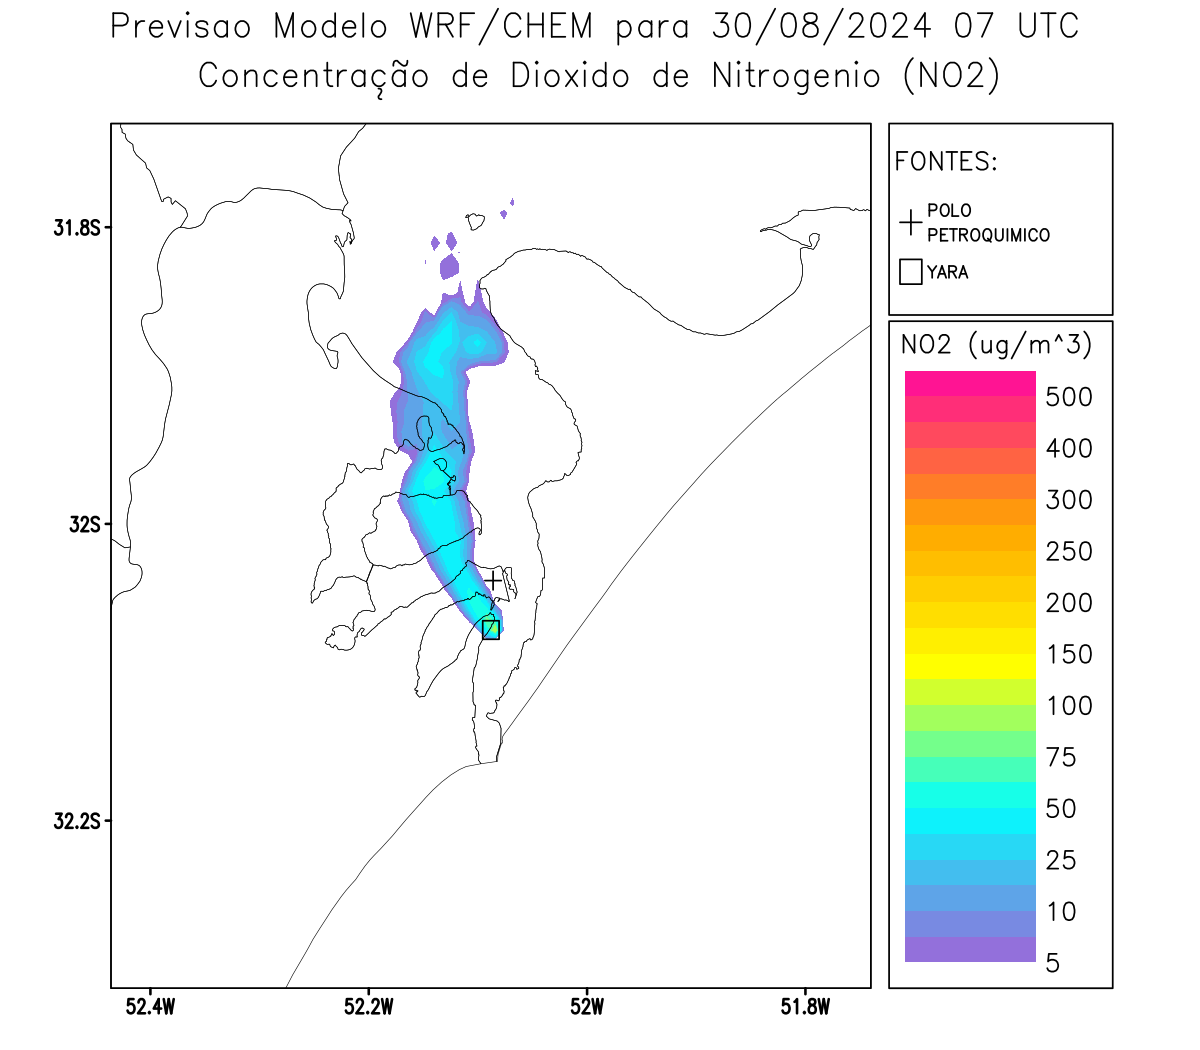 Previsao Modelo WRF/CHEM para 30/08/2024 07 UTC
Concentração de Dioxido de Nitrogenio (NO2)
FONTES:
POLO
PETROQUIMICO
YARA
NO2 (ug/m^3)
500
400
300
250
200
150
100
75
50
25
10
5
31.8S
32S
32.2S
52.4W
52.2W
52W
51.8W